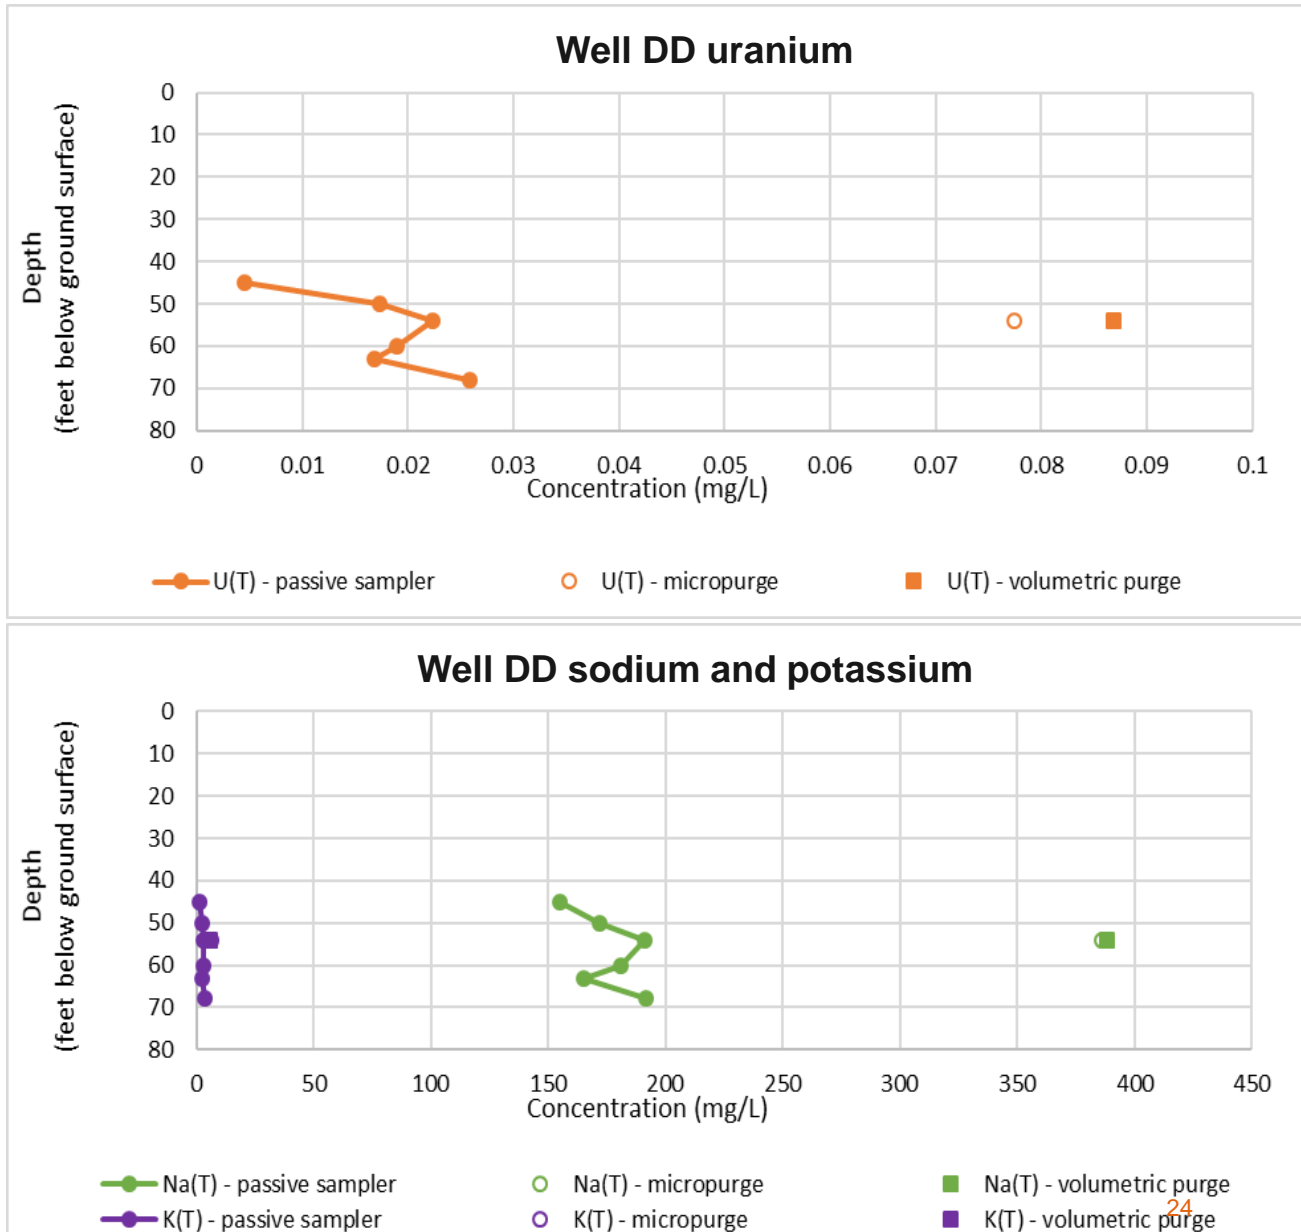 Well DD uranium
Depth
(feet below ground surface)
0
10
20
30
40
50
60
70
80
0 0.01 0.02 0.03 0.04 0.05 0.06 0.07 0.08 0.09 0.1
Concentration (mg/L)
U(T) - passive sampler U(T) - micropurge U(T) - volumetric purge
Well DD sodium and potassium
Depth
(feet below ground surface)
0
10
20
30
40
50
60
70
80
0 50 100 150 200 250 300 350 400 450
Concentration (mg/L)
Na(T) - passive sampler Na(T) - micropurge Na(T) - volumetric purge
K(T) - passive sampler K(T) - micropurge K(T) - volumetric purge
24